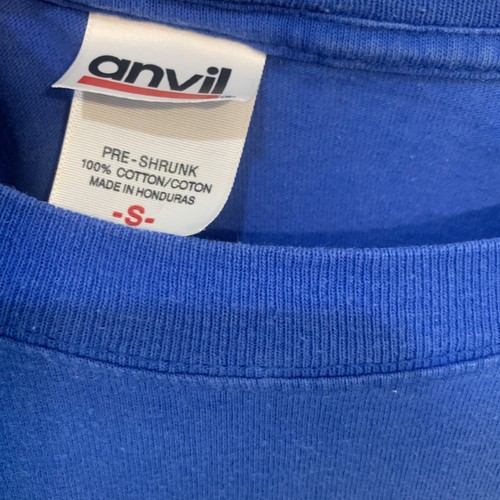 anvil
PRE-SHRUNK
100% COTTON/COTON
MADE IN HONDURAS
-S-